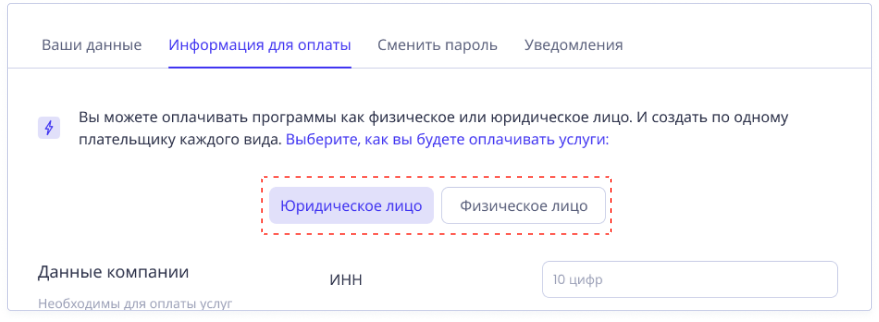 Ваши данные Информация для оплаты Сменить пароль Уведомления
Вы можете оплачивать программы как физическое или юридическое лицо. И создать по одному
плательщику каждого вида. Выберите, как вы будете оплачивать услуги:
Юридическое лицо Физическое лицо
Данные компании ИНН 10 цифр
Необходимы для оплаты услуг